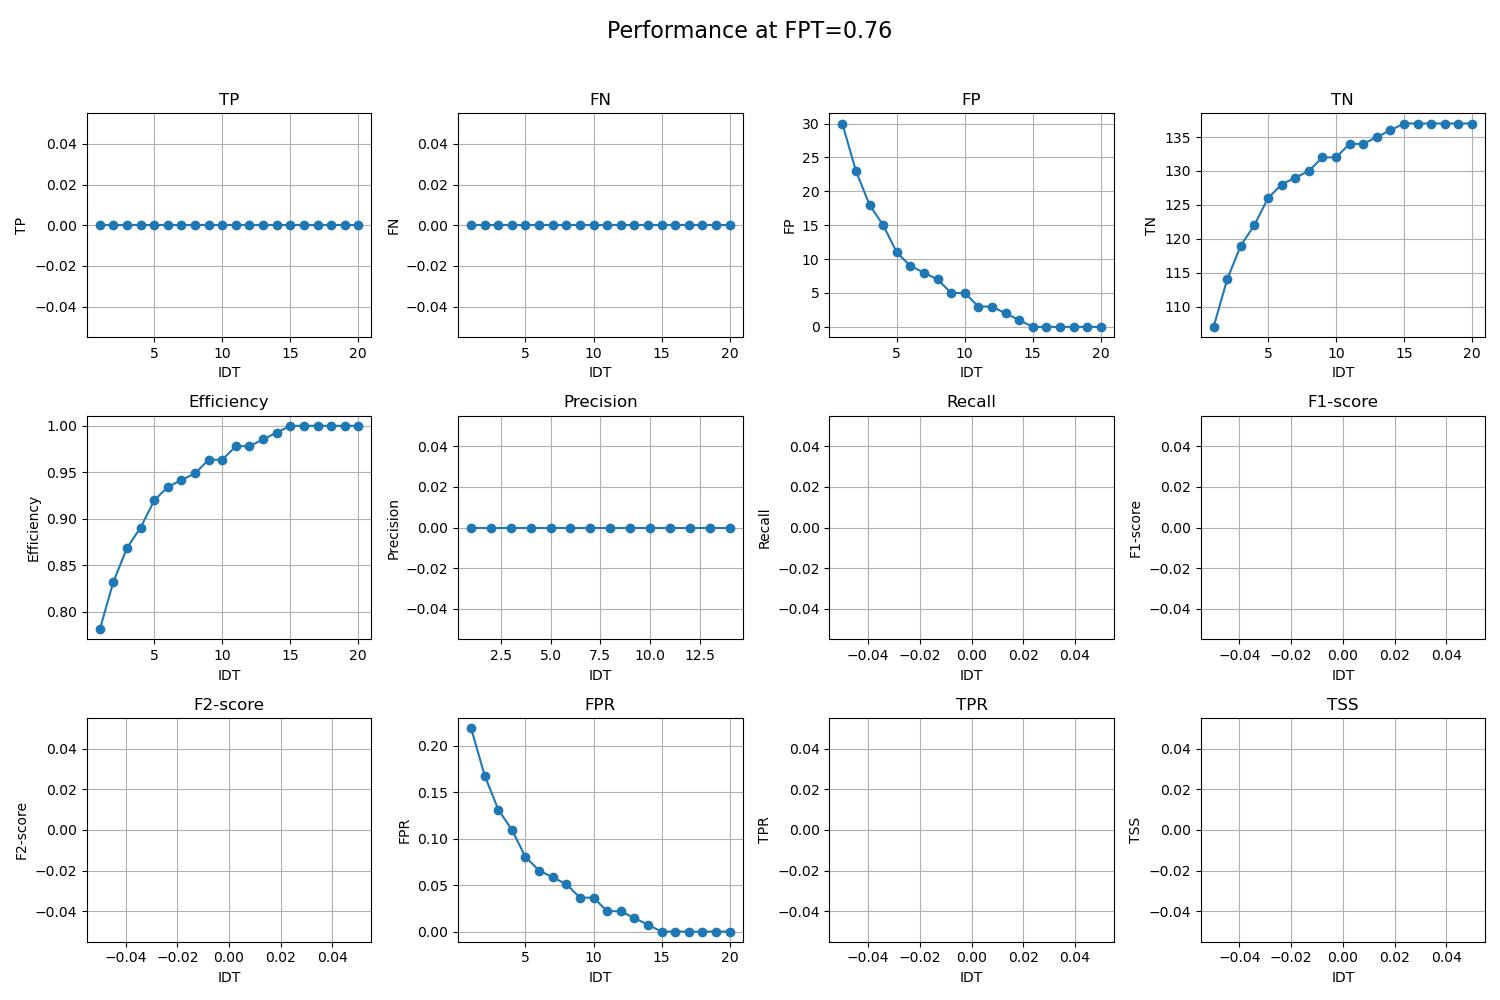 Performance at FPT=0.76
TP
0.04
0.02
0.00
−0.02
−0.04
TP
5 10 15 20
IDT
FN
0.04
0.02
0.00
−0.02
−0.04
FN
5 10 15 20
IDT
FP
30
25
20
15
10
5
0
FP
5 10 15 20
IDT
TN
135
130
125
120
115
110
TN
5 10 15 20
IDT
Efficiency
1.00
0.95
0.90
0.85
0.80
Efficiency
5 10 15 20
IDT
Precision
0.04
0.02
0.00
−0.02
−0.04
Precision
2.5 5.0 7.5 10.0 12.5
IDT
Recall
0.04
0.02
0.00
−0.02
−0.04
Recall
−0.04 −0.02 0.00 0.02 0.04
IDT
F1-score
0.04
0.02
0.00
−0.02
−0.04
F1-score
−0.04 −0.02 0.00 0.02 0.04
IDT
F2-score
0.04
0.02
0.00
−0.02
−0.04
F2-score
−0.04 −0.02 0.00 0.02 0.04
IDT
FPR
0.20
0.15
0.10
0.05
0.00
FPR
5 10 15 20
IDT
TPR
0.04
0.02
0.00
−0.02
−0.04
TPR
−0.04 −0.02 0.00 0.02 0.04
IDT
TSS
0.04
0.02
0.00
−0.02
−0.04
TSS
−0.04 −0.02 0.00 0.02 0.04
IDT